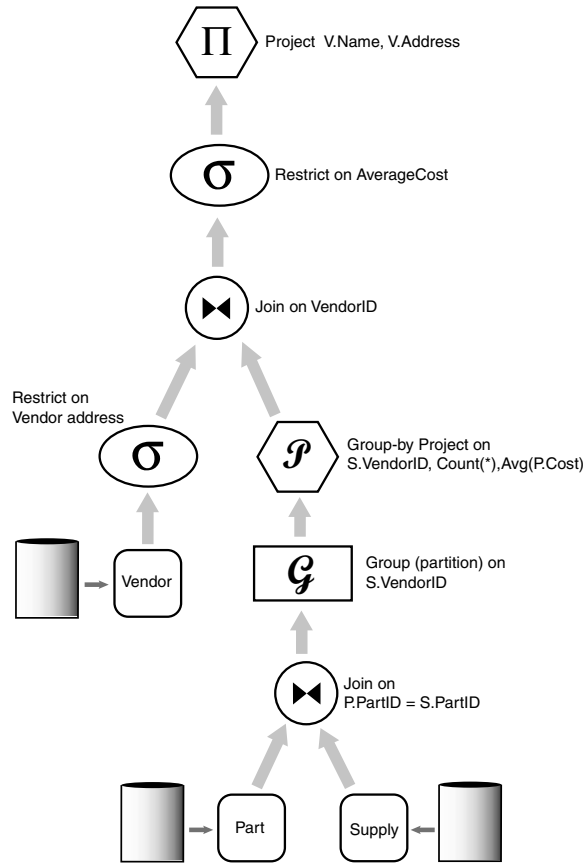 Π
Project V.Name, V.Address
σ
Restrict on AverageCost
⋈
Join on VendorID
Restrict on
Vendor address
σ
𝒫
Group-by Project on
S.VendorID, Count(*),Avg(P.Cost)
Vendor
𝒢
Group (partition) on
S.VendorID
⋈
Join on
P.PartID = S.PartID
Part
Supply